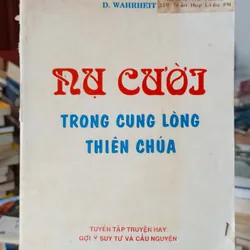 D. WAHRHEIT
NỤ CƯỜI
TRONG CUNG LÒNG
THIÊN CHÚA
TUYỂN TẬP TRUYỆN HAY
GỢI Ý SUY TƯ VÀ CẦU NGUYỆN